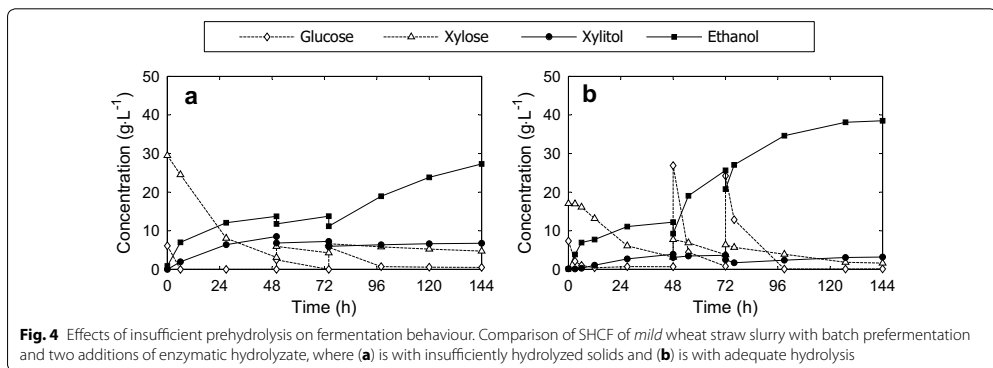 Glucose Xylose Xylitol Ethanol
a
50
40
30
20
10
0
Concentration (g·L⁻¹)
0 24 48 72 96 120 144
Time (h)
b
50
40
30
20
10
0
Concentration (g·L⁻¹)
0 24 48 72 96 120 144
Time (h)
Fig. 4 Effects of insufficient prehydrolysis on fermentation behaviour. Comparison of SHCF of mild wheat straw slurry with batch prefermentation
and two additions of enzymatic hydrolyzate, where (a) is with insufficiently hydrolyzed solids and (b) is with adequate hydrolysis